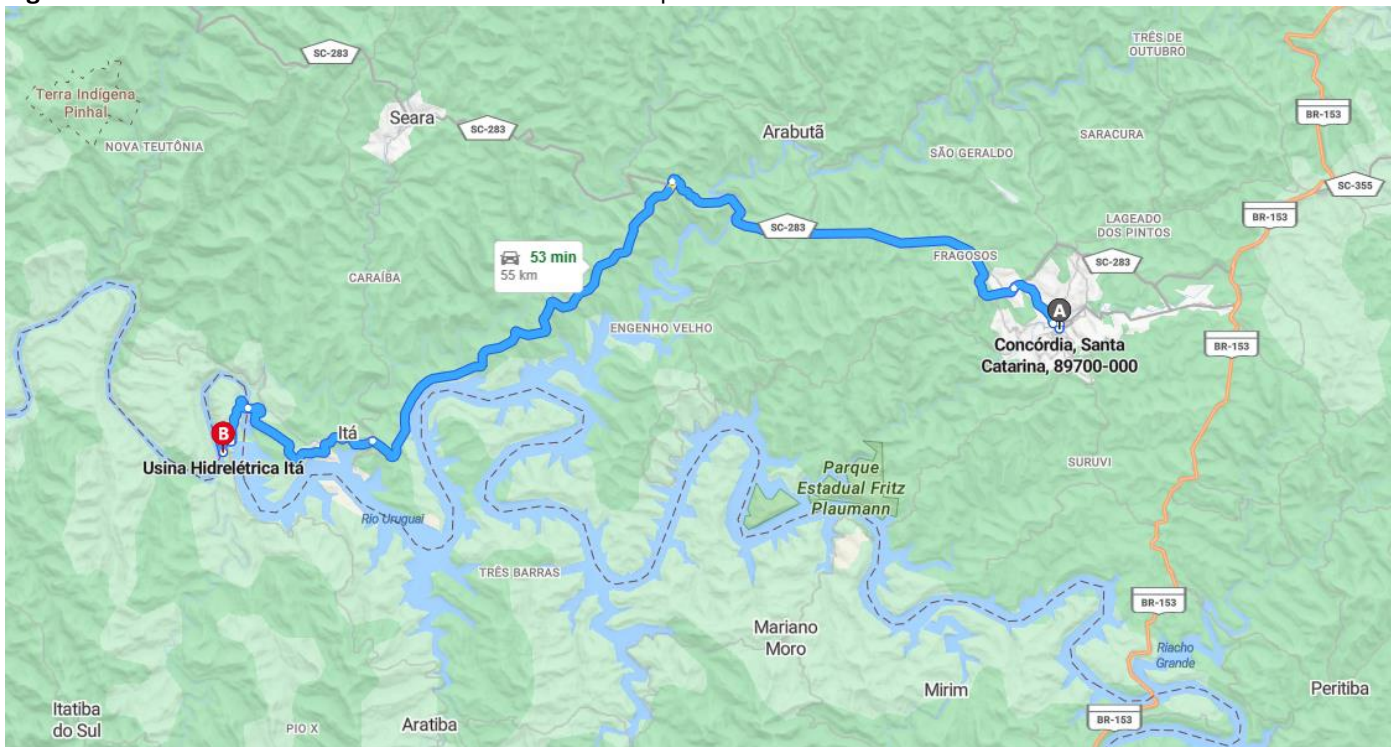 SC-283
TRÊS DE
OUTUBRO
Terra Indígena
Pinhal
BR-153
Seara
SC-283
Arabutã
SARACURA
NOVA TEUTÔNIA
SÃO GERALDO
SC-355
BR-153
LAGEADO
DOS PINTOS
SC-283
53 min
55 km
FRAGOSOS
SC-283
CARAÍBA
A
ENGENHO VELHO
Concórdia, Santa
Catarina, 89700-000
BR-153
B
Itá
Usina Hidrelétrica Itá
Parque
Estadual Fritz
Plaumann
SURUVI
Rio Uruguai
TRÊS BARRAS
BR-153
Mariano
Moro
Riacho
Grande
Mirim
Peritiba
Itatiba
do Sul
PIO X
Aratiba
BR-153